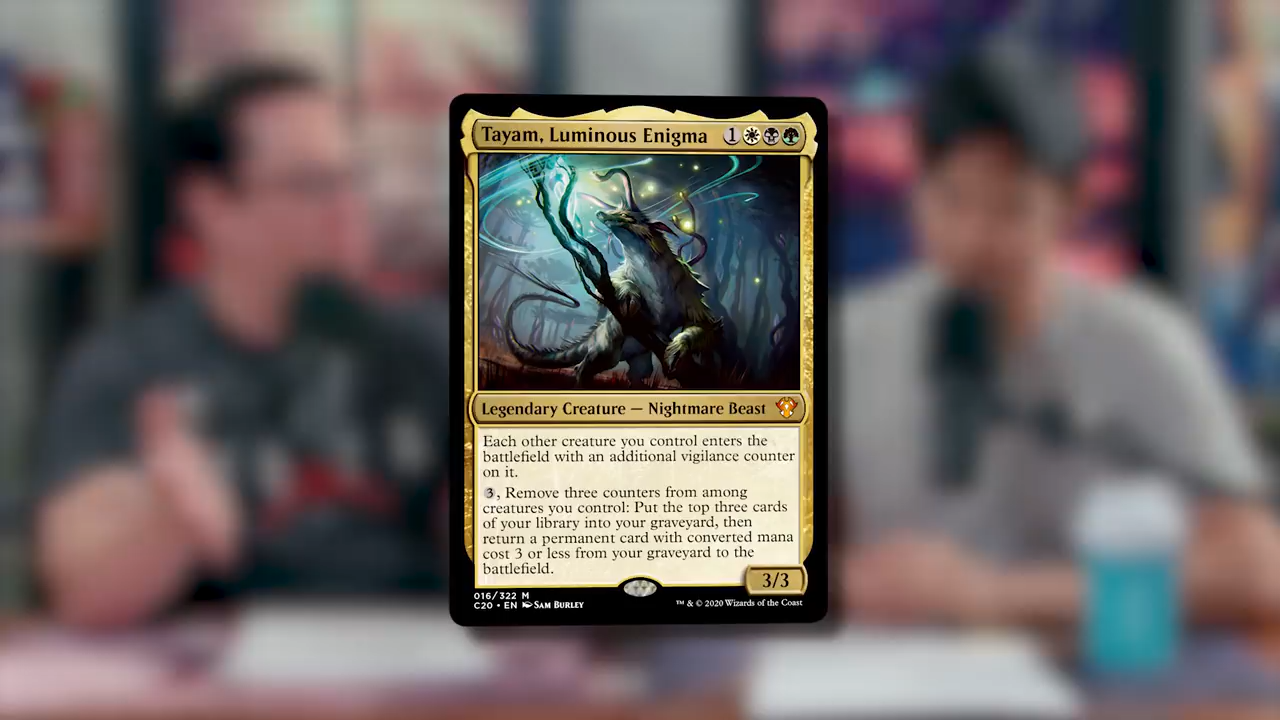 Tayam, Luminous Enigma 1
Legendary Creature — Nightmare Beast
Each other creature you control enters the
battlefield with an additional vigilance counter
on it.
3, Remove three counters from among
creatures you control: Put the top three cards
of your library into your graveyard, then
return a permanent card with converted mana
cost 3 or less from your graveyard to the
battlefield.
3/3
016/322 M
C20 • EN Sam Burley
™ & © 2020 Wizards of the Coast